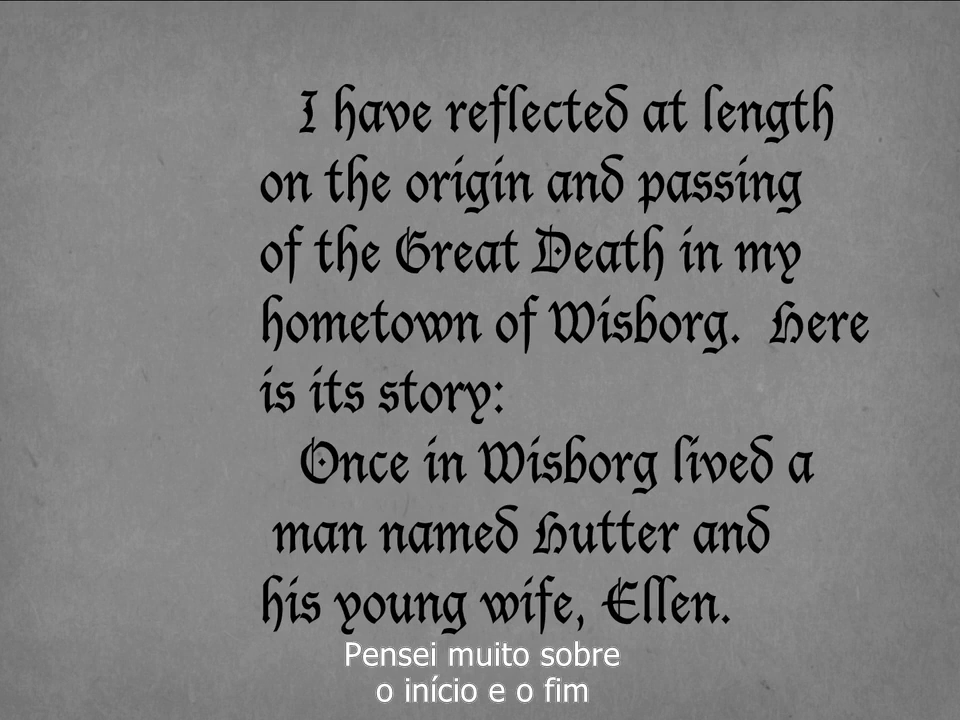 I have reflected at length
on the origin and passing
of the Great Death in my
hometown of Wisborg. Here
is its story:
Once in Wisborg lived a
man named Hutter and
his young wife, Ellen.
Pensei muito sobre
o início e o fim